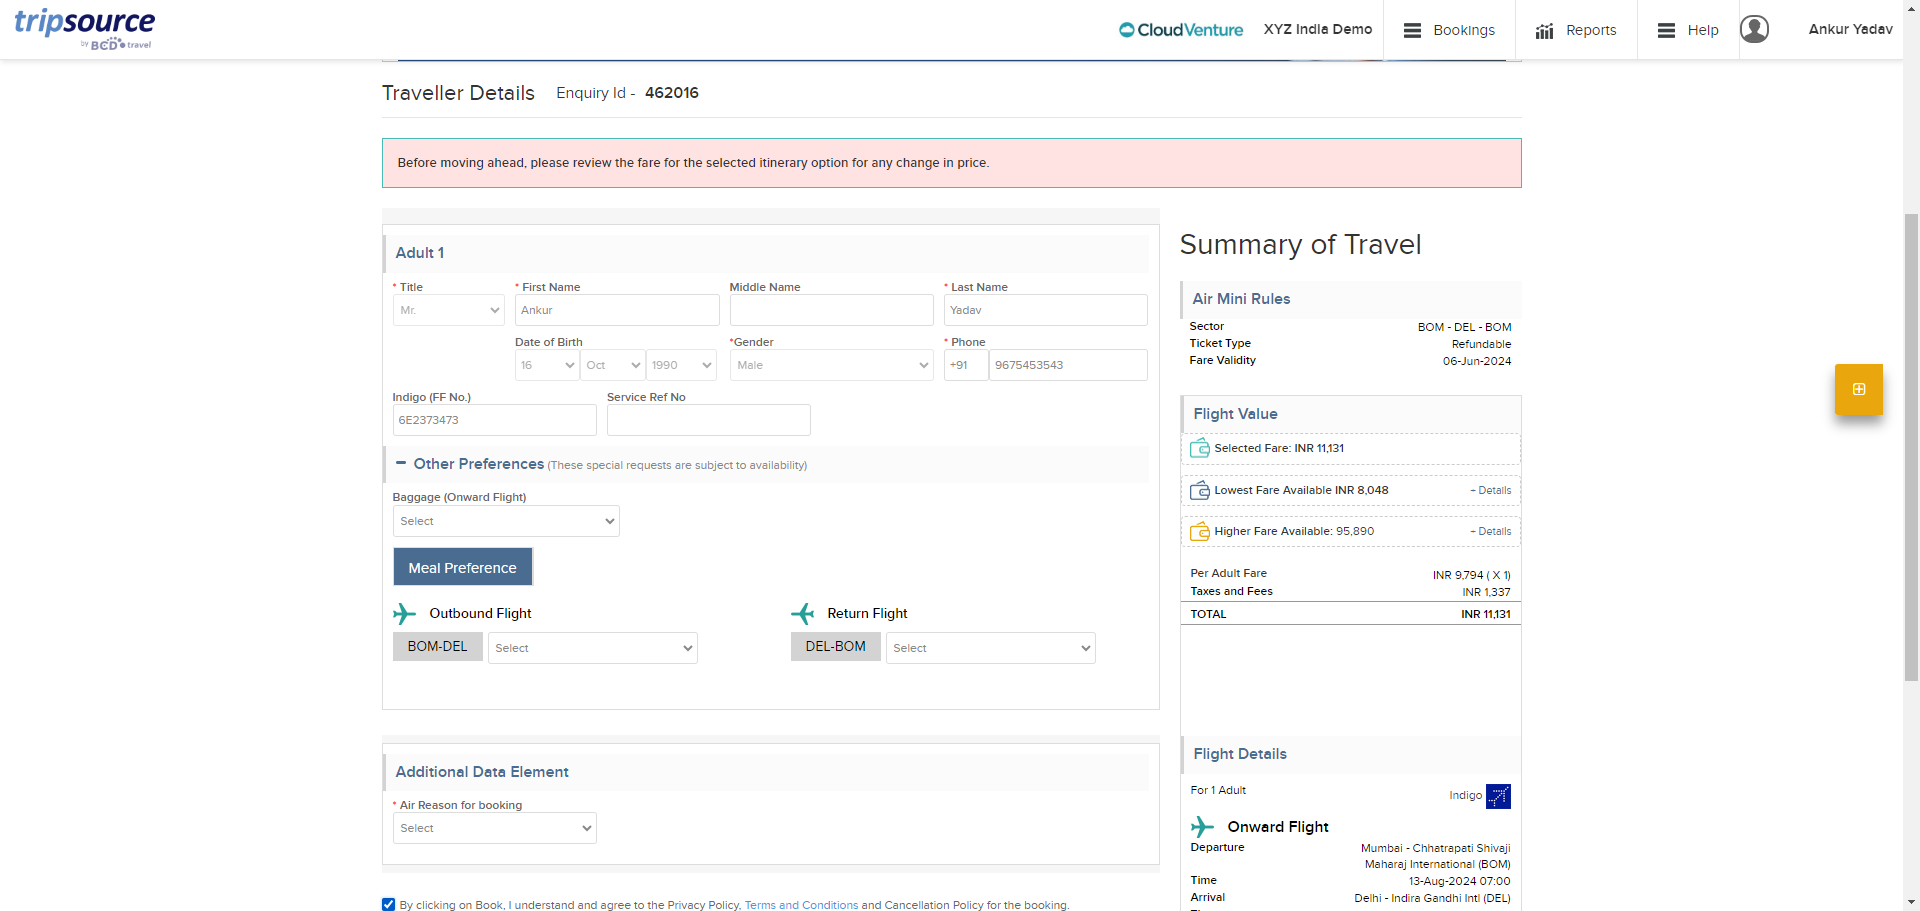 tripsource
by BCD travel
CloudVenture
XYZ India Demo
Bookings
Reports
Help
Ankur Yadav
Traveller Details
Enquiry Id - 462016
Before moving ahead, please review the fare for the selected itinerary option for any change in price.
Adult 1
* Title
* First Name
Middle Name
* Last Name
Mr.
Ankur
Yadav
Date of Birth
*Gender
* Phone
16
Oct
1990
Male
+91
9675453543
Indigo (FF No.)
Service Ref No
6E2373473
Other Preferences (These special requests are subject to availability)
Baggage (Onward Flight)
Select
Meal Preference
Outbound Flight
Return Flight
BOM-DEL
Select
DEL-BOM
Select
Additional Data Element
* Air Reason for booking
Select
By clicking on Book, I understand and agree to the Privacy Policy, Terms and Conditions and Cancellation Policy for the booking.
Summary of Travel
Air Mini Rules
Sector BOM - DEL - BOM
Ticket Type Refundable
Fare Validity 06-Jun-2024
Flight Value
Selected Fare: INR 11,131
Lowest Fare Available INR 8,048 + Details
Higher Fare Available: 95,890 + Details
Per Adult Fare INR 9,794 ( X 1)
Taxes and Fees INR 1,337
TOTAL INR 11,131
Flight Details
For 1 Adult Indigo
Onward Flight
Departure Mumbai - Chhatrapati Shivaji
Maharaj International (BOM)
Time 13-Aug-2024 07:00
Arrival Delhi - Indira Gandhi Intl (DEL)